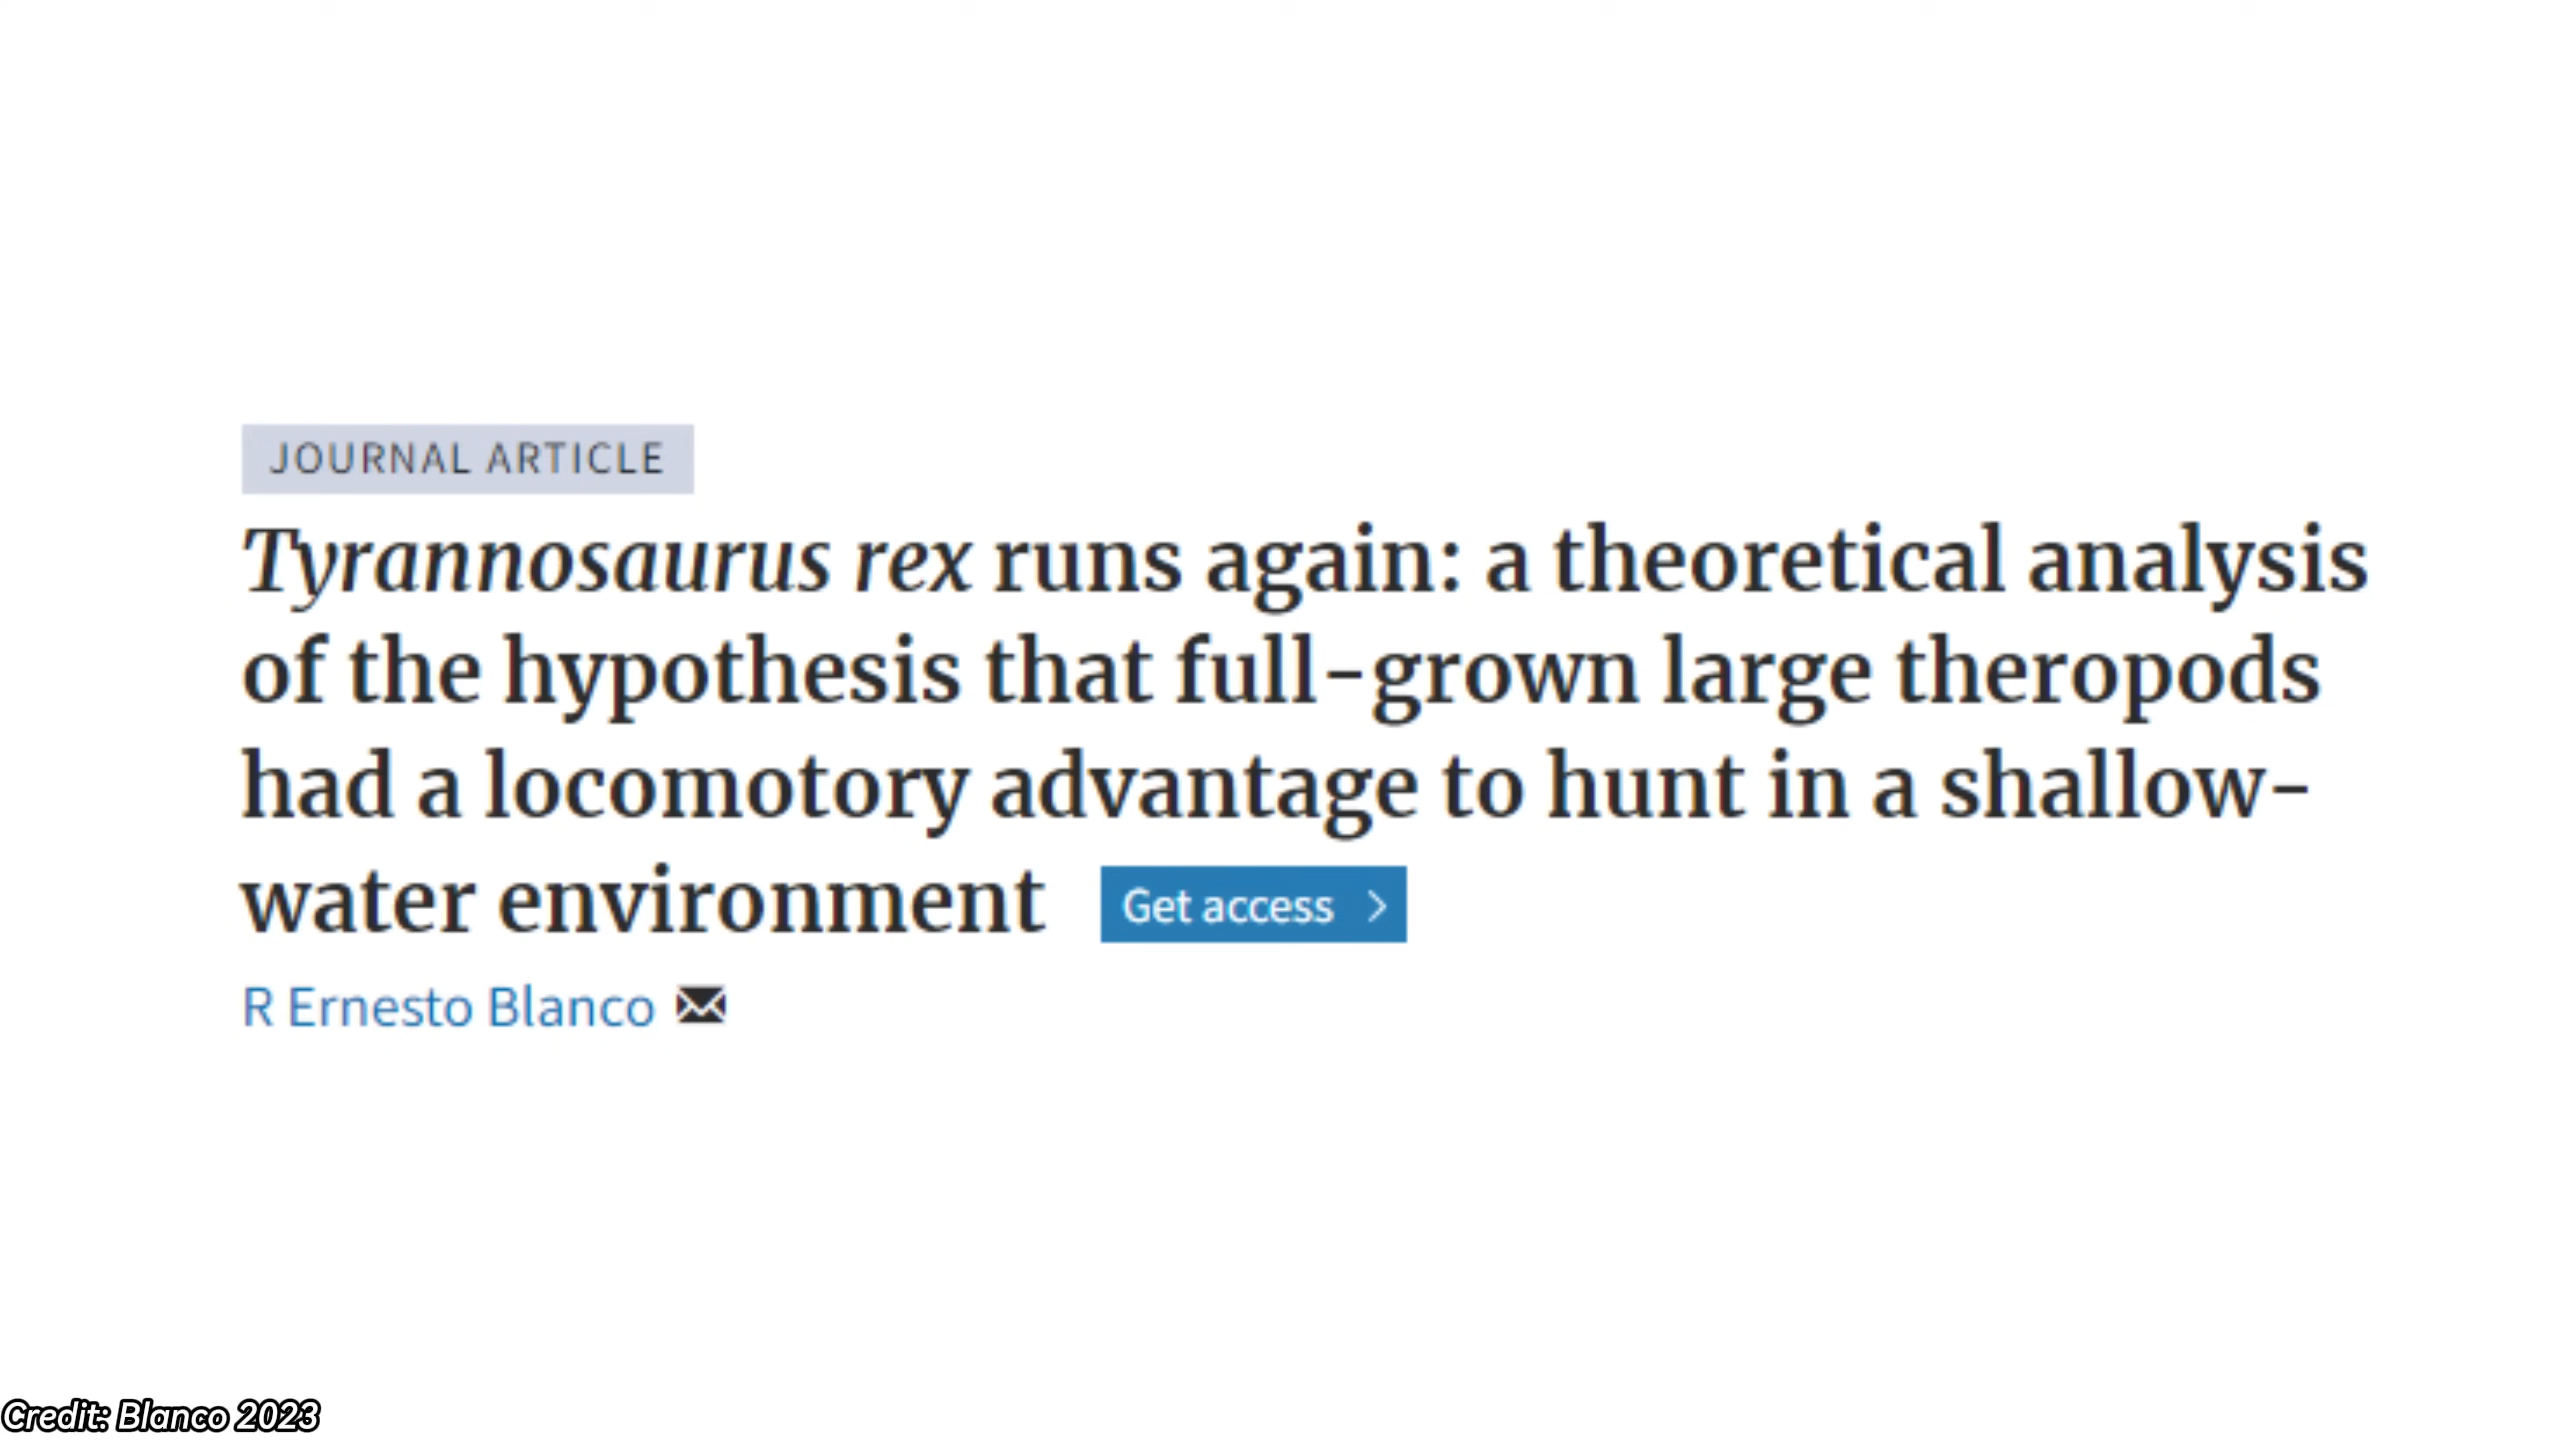 JOURNAL ARTICLE
Tyrannosaurus rex runs again: a theoretical analysis
of the hypothesis that full-grown large theropods
had a locomotory advantage to hunt in a shallow-
water environment Get access
R Ernesto Blanco
Credit: Blanco 2023